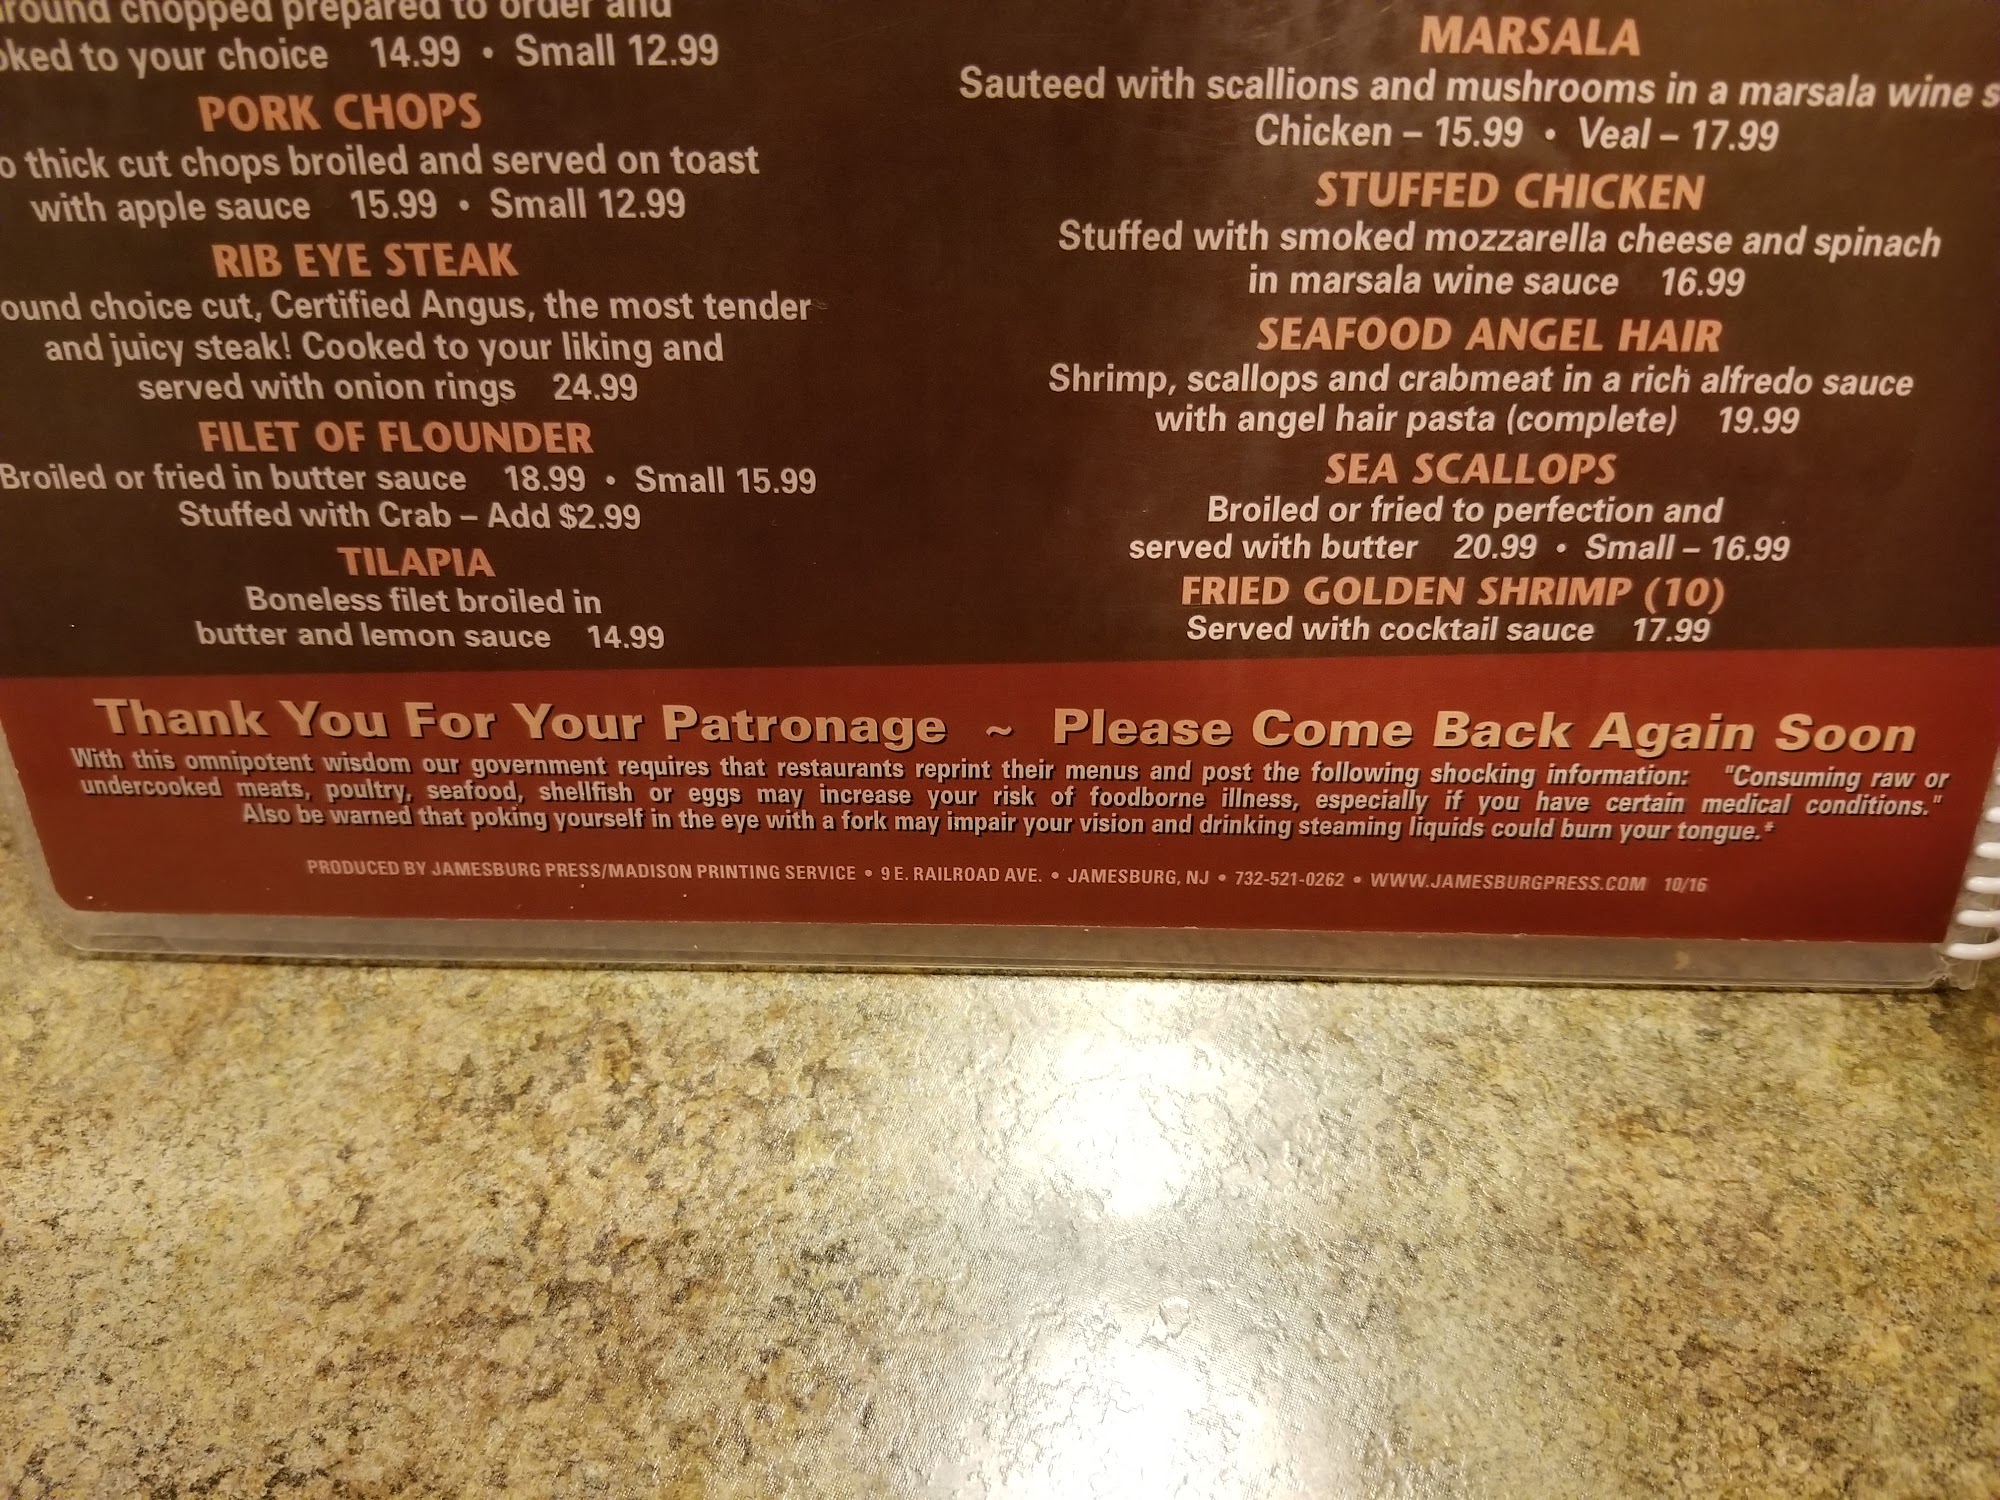 chopped prepared to order and
to your choice 14.99 • Small 12.99
PORK CHOPS
thick cut chops broiled and served on toast
with apple sauce 15.99 • Small 12.99
RIB EYE STEAK
choice cut, Certified Angus, the most tender
and juicy steak! Cooked to your liking and
served with onion rings 24.99
FILET OF FLOUNDER
Broiled or fried in butter sauce 18.99 • Small 15.99
Stuffed with Crab – Add $2.99
TILAPIA
Boneless filet broiled in
butter and lemon sauce 14.99
MARSALA
Sauteed with scallions and mushrooms in a marsala wine
Chicken – 15.99 • Veal – 17.99
STUFFED CHICKEN
Stuffed with smoked mozzarella cheese and spinach
in marsala wine sauce 16.99
SEAFOOD ANGEL HAIR
Shrimp, scallops and crabmeat in a rich alfredo sauce
with angel hair pasta (complete) 19.99
SEA SCALLOPS
Broiled or fried to perfection and
served with butter 20.99 • Small – 16.99
FRIED GOLDEN SHRIMP (10)
Served with cocktail sauce 17.99
Thank You For Your Patronage ~ Please Come Back Again Soon
With this omnipotent wisdom our government requires that restaurants reprint their menus and post the following shocking information: "Consuming raw or
undercooked meats, poultry, seafood, shellfish or eggs may increase your risk of foodborne illness, especially if you have certain medical conditions."
Also be warned that poking yourself in the eye with a fork may impair your vision and drinking steaming liquids could burn your tongue.*
PRODUCED BY JAMESBURG PRESS/MADISON PRINTING SERVICE • 9 E. RAILROAD AVE. • JAMESBURG, NJ • 732-521-0262 • WWW.JAMESBURGPRESS.COM 10/16